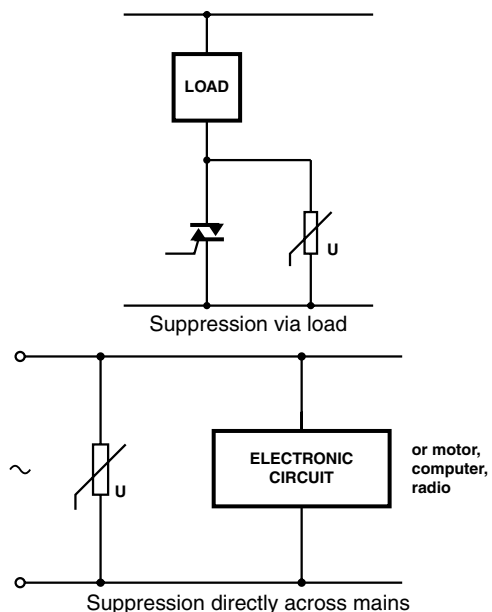 LOAD
U
Suppression via load
U
ELECTRONIC
CIRCUIT
or motor,
computer,
radio
Suppression directly across mains